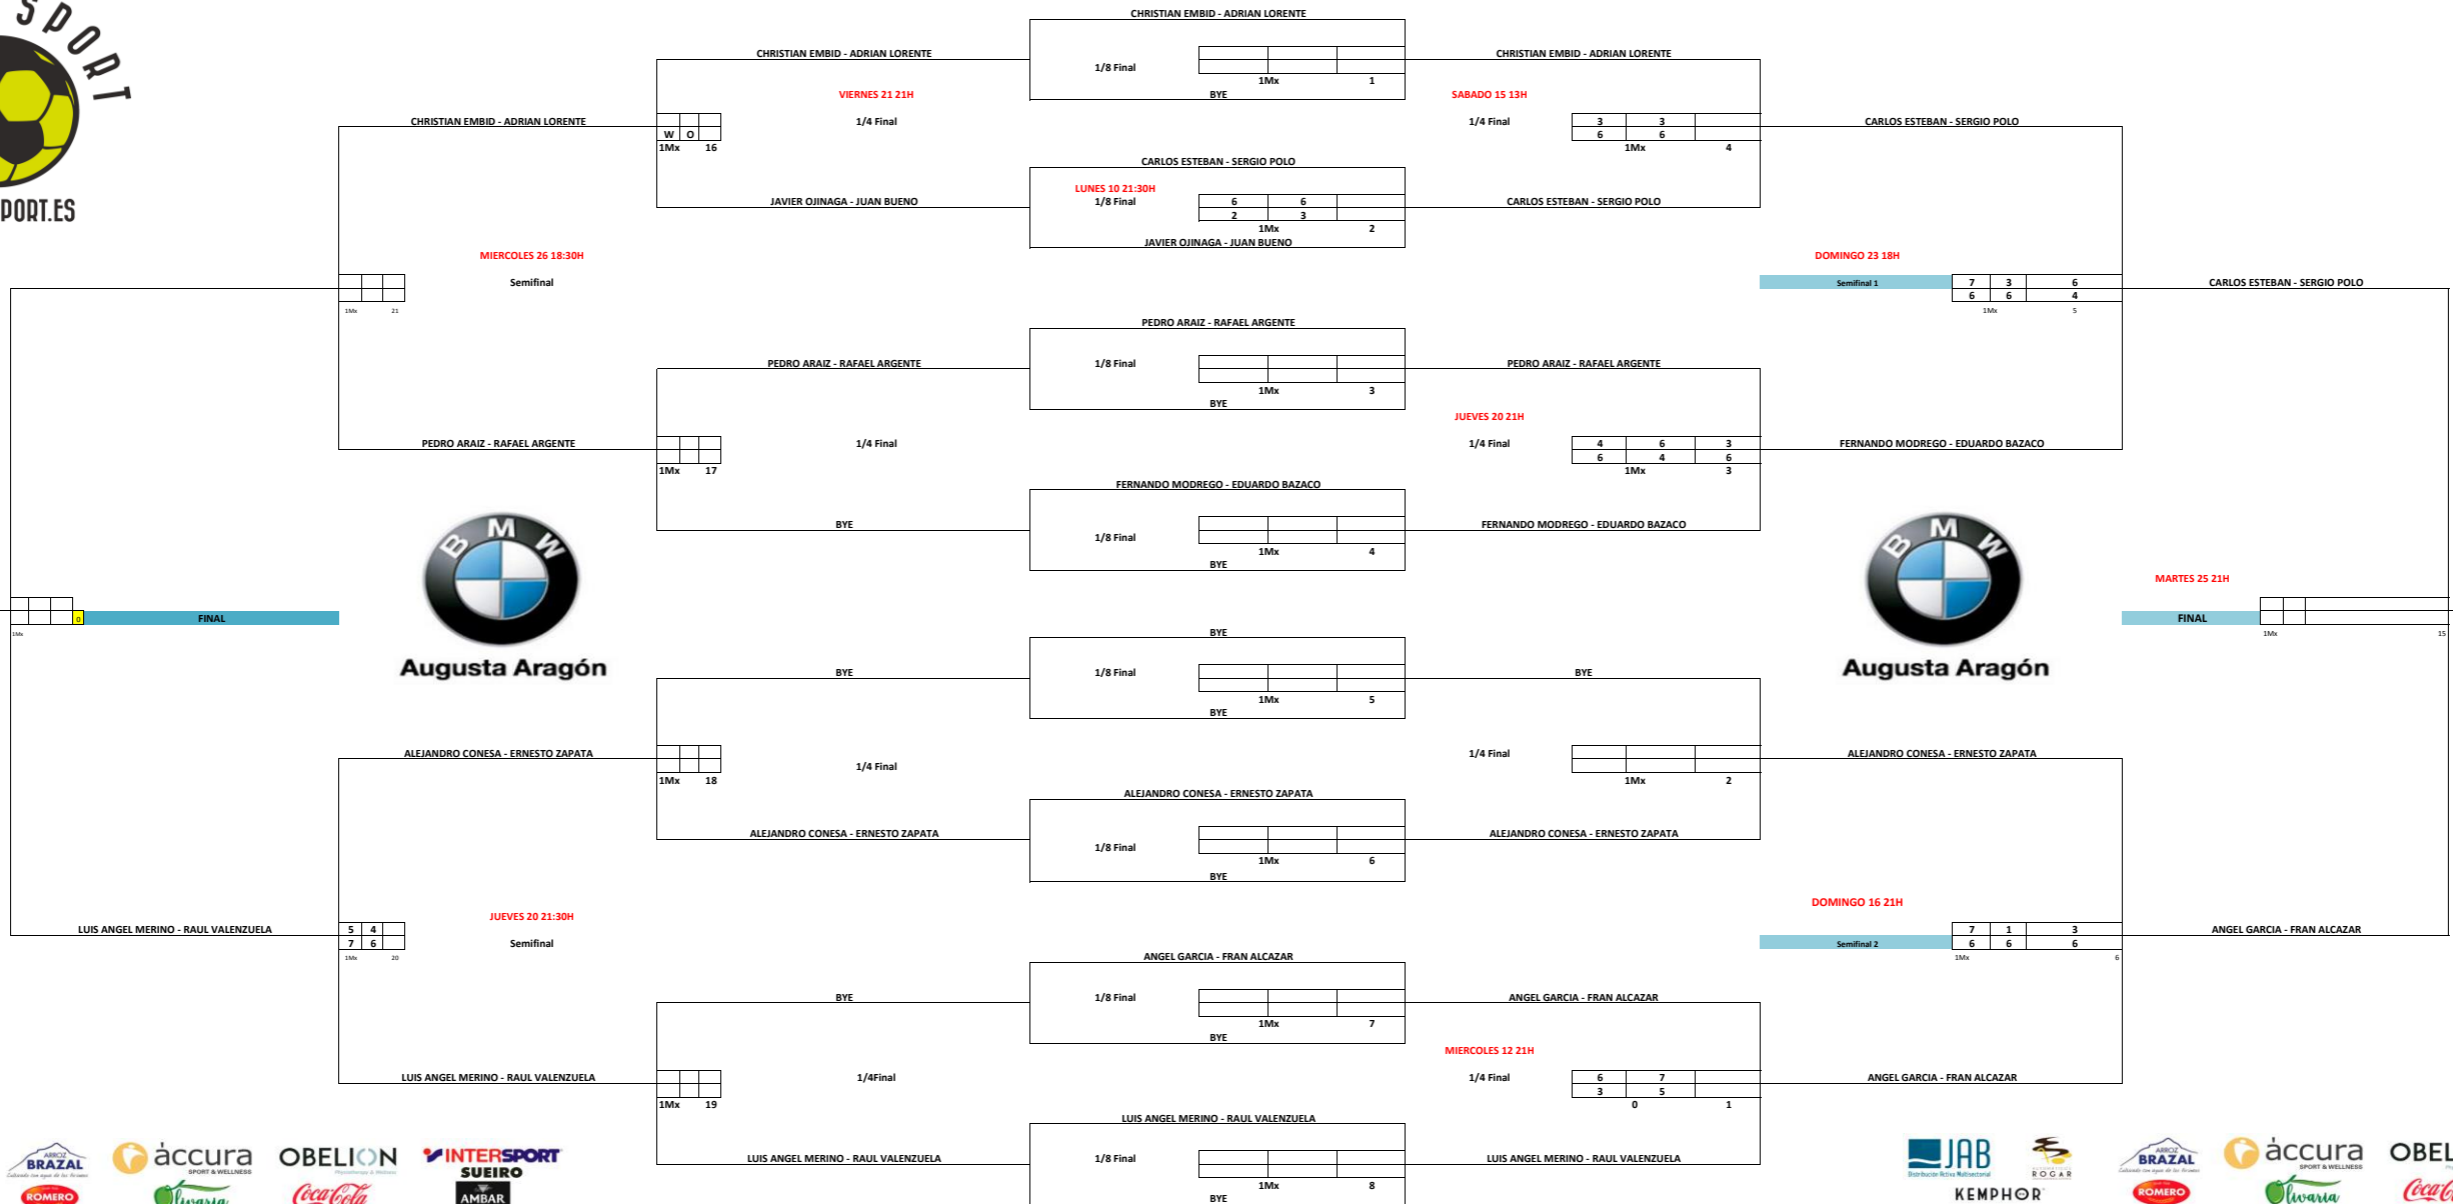 SPORT
PORT.ES
CHRISTIAN EMBID - ADRIAN LORENTE
CHRISTIAN EMBID - ADRIAN LORENTE
CHRISTIAN EMBID - ADRIAN LORENTE
1/8 Final
1Mx 1
BYE
VIERNES 21 21H
SABADO 15 13H
CHRISTIAN EMBID - ADRIAN LORENTE
1/4 Final
1/4 Final
3 3
6 6
1Mx 4
CARLOS ESTEBAN - SERGIO POLO
W O
1Mx 16
CARLOS ESTEBAN - SERGIO POLO
LUNES 10 21:30H
1/8 Final
6 6
2 3
1Mx 2
JAVIER OJINAGA - JUAN BUENO
JAVIER OJINAGA - JUAN BUENO
CARLOS ESTEBAN - SERGIO POLO
MIERCOLES 26 18:30H
Semifinal
1Mx 21
DOMINGO 23 18H
Semifinal 1
7 3 6
6 6 4
1Mx 5
CARLOS ESTEBAN - SERGIO POLO
PEDRO ARAIZ - RAFAEL ARGENTE
PEDRO ARAIZ - RAFAEL ARGENTE
1/8 Final
1Mx 3
BYE
PEDRO ARAIZ - RAFAEL ARGENTE
JUEVES 20 21H
PEDRO ARAIZ - RAFAEL ARGENTE
1Mx 17
1/4 Final
1/4 Final
4 6 3
6 4 6
1Mx 3
FERNANDO MODREGO - EDUARDO BAZACO
FERNANDO MODREGO - EDUARDO BAZACO
BYE
1/8 Final
1Mx 4
BYE
FERNANDO MODREGO - EDUARDO BAZACO
BMW
Augusta Aragón
BMW
Augusta Aragón
MARTES 25 21H
0
FINAL
1Mx
FINAL
1Mx 15
BYE
BYE
1/8 Final
1Mx 5
BYE
BYE
ALEJANDRO CONESA - ERNESTO ZAPATA
1Mx 18
1/4 Final
1/4 Final
1Mx 2
ALEJANDRO CONESA - ERNESTO ZAPATA
ALEJANDRO CONESA - ERNESTO ZAPATA
ALEJANDRO CONESA - ERNESTO ZAPATA
1/8 Final
1Mx 6
BYE
ALEJANDRO CONESA - ERNESTO ZAPATA
JUEVES 20 21:30H
DOMINGO 16 21H
LUIS ANGEL MERINO - RAUL VALENZUELA
5 4
7 6
1Mx 20
Semifinal
Semifinal 2
7 1 3
6 6 6
1Mx 6
ANGEL GARCIA - FRAN ALCAZAR
ANGEL GARCIA - FRAN ALCAZAR
BYE
1/8 Final
1Mx 7
BYE
ANGEL GARCIA - FRAN ALCAZAR
MIERCOLES 12 21H
LUIS ANGEL MERINO - RAUL VALENZUELA
1Mx 19
1/4Final
1/4 Final
6 7
3 5
0 1
ANGEL GARCIA - FRAN ALCAZAR
LUIS ANGEL MERINO - RAUL VALENZUELA
LUIS ANGEL MERINO - RAUL VALENZUELA
1/8 Final
1Mx 8
BYE
LUIS ANGEL MERINO - RAUL VALENZUELA
ARROZ
BRAZAL
àccura
SPORT & WELLNESS
OBELION
INTERSPORT
SUEIRO
ROMERO
Olivaria
Coca-Cola
AMBAR
JAB
Distribución Activa Multisectorial
ROGAR
KEMPHOR
ARROZ
BRAZAL
àccura
SPORT & WELLNESS
OBEL
ROMERO
Olivaria